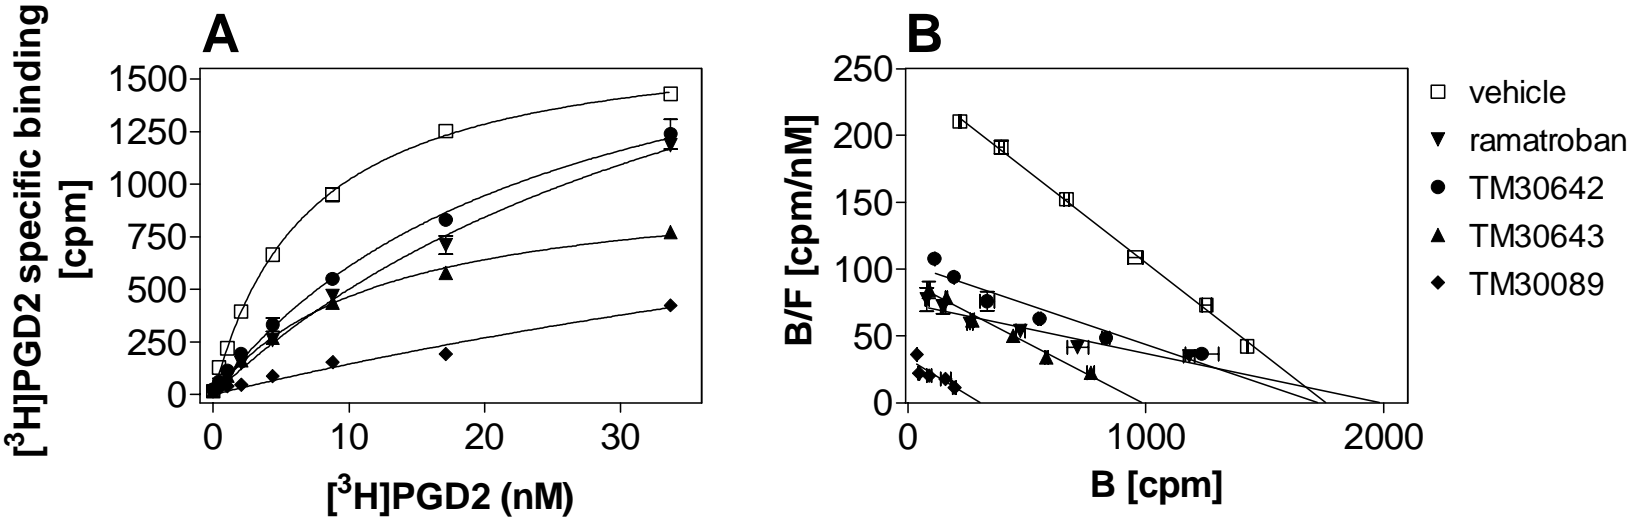 A
[³H]PGD2 specific binding
[cpm]
1500
1250
1000
750
500
250
0
0 10 20 30
[³H]PGD2 (nM)
B
B/F [cpm/nM]
250
200
150
100
50
0
0 1000 2000
B [cpm]
vehicle
ramatroban
TM30642
TM30643
TM30089